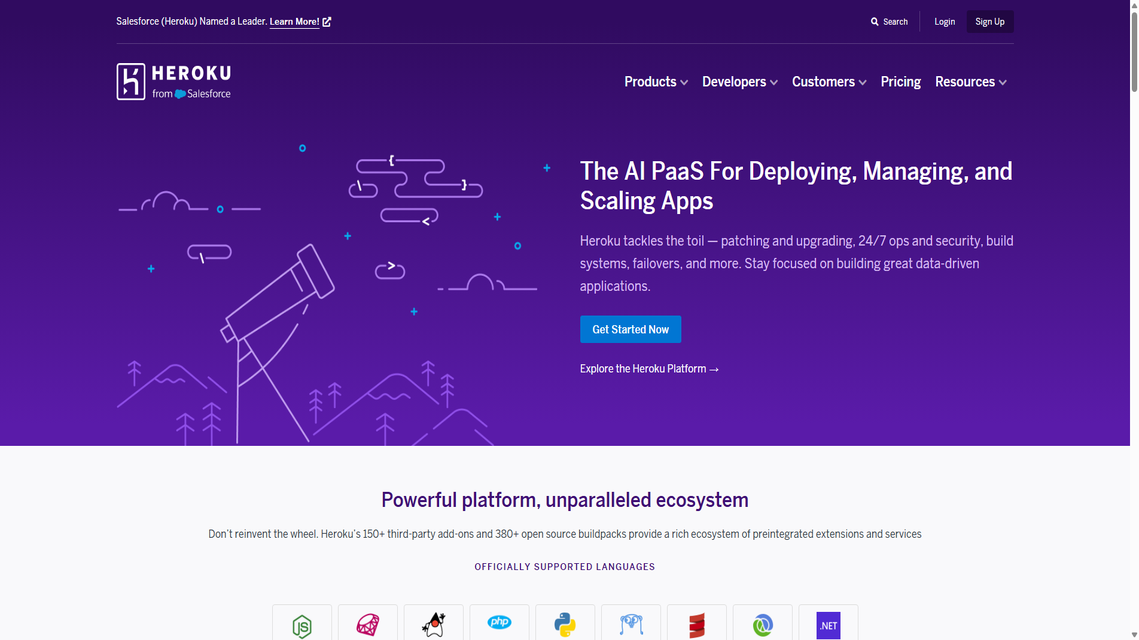 Salesforce (Heroku) Named a Leader. Learn More!
Search
Login
Sign Up
HEROKU
from Salesforce
Products
Developers
Customers
Pricing
Resources
{
\
}
<
\
>
The AI PaaS For Deploying, Managing, and
Scaling Apps
Heroku tackles the toil — patching and upgrading, 24/7 ops and security, build
systems, failovers, and more. Stay focused on building great data-driven
applications.
Get Started Now
Explore the Heroku Platform →
Powerful platform, unparalleled ecosystem
Don't reinvent the wheel. Heroku's 150+ third-party add-ons and 380+ open source buildpacks provide a rich ecosystem of preintegrated extensions and services
OFFICIALLY SUPPORTED LANGUAGES
JS
php
.NET